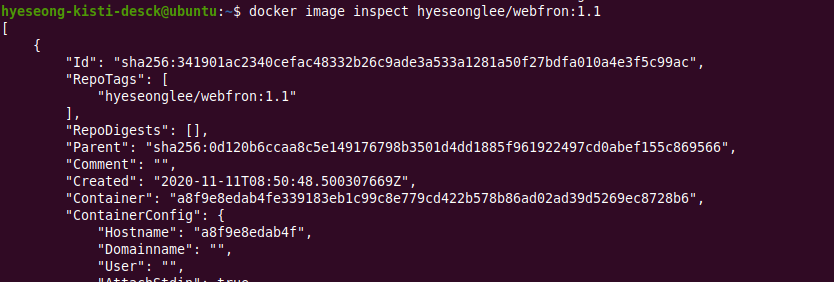 hyeseong-kisti-desck@ubuntu:~$ docker image inspect hyeseonglee/webfron:1.1
[
    {
        "Id": "sha256:341901ac2340cefac48332b26c9ade3a533a1281a50f27bdfa010a4e3f5c99ac",
        "RepoTags": [
            "hyeseonglee/webfron:1.1"
        ],
        "RepoDigests": [],
        "Parent": "sha256:0d120b6ccaa8c5e149176798b3501d4dd1885f961922497cd0abef155c869566",
        "Comment": "",
        "Created": "2020-11-11T08:50:48.500307669Z",
        "Container": "a8f9e8edab4fe339183eb1c99c8e779cd422b578b86ad02ad39d5269ec8728b6",
        "ContainerConfig": {
            "Hostname": "a8f9e8edab4f",
            "Domainname": "",
            "User": "",
            "AttachStdin": true